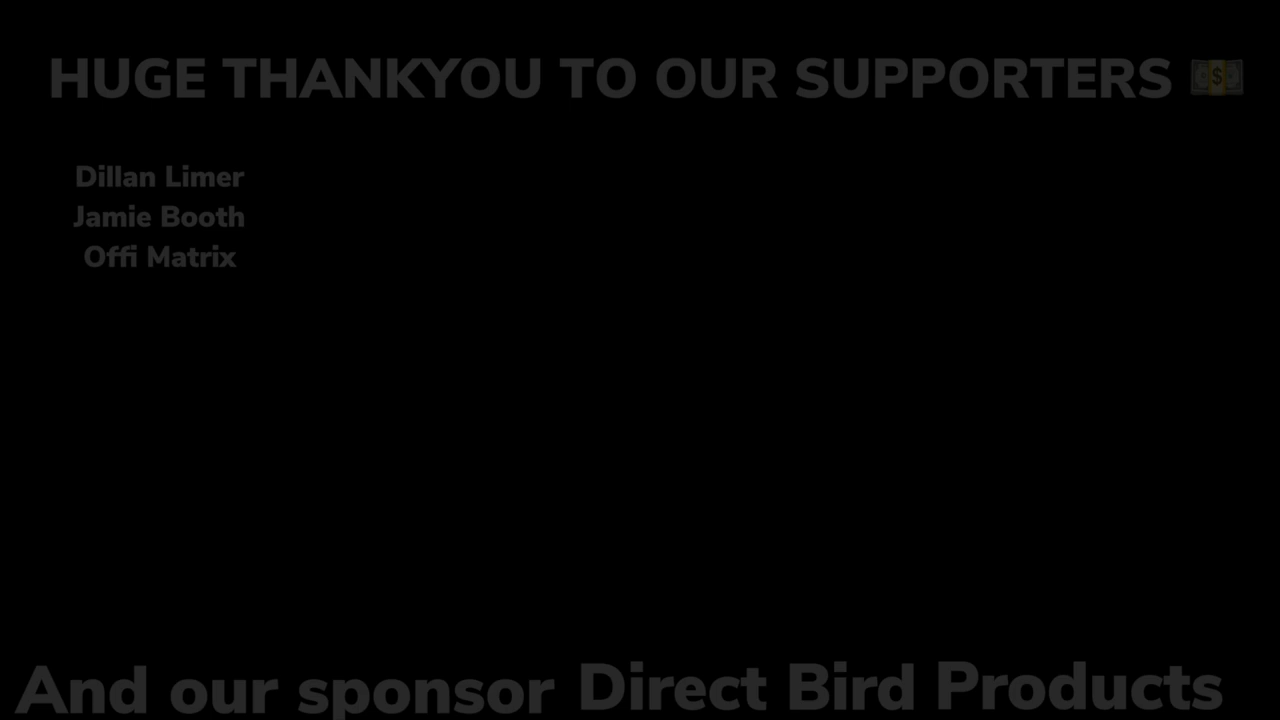 HUGE THANKYOU TO OUR SUPPORTERS 💵
Dillan Limer
Jamie Booth
Offi Matrix
And our sponsor Direct Bird Products